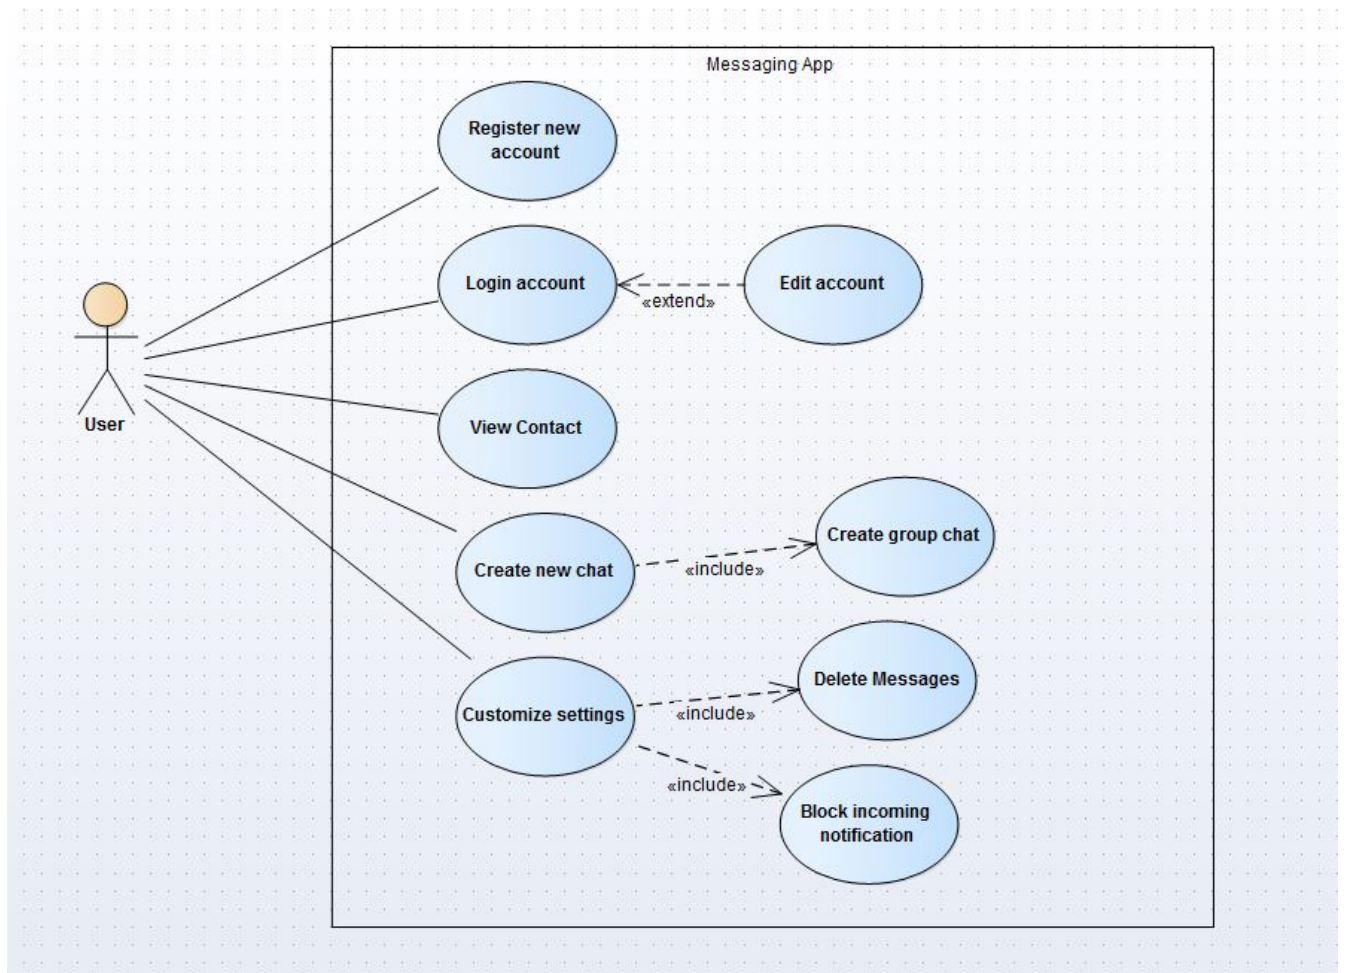 Messaging App
Register new
account
Login account
«extend»
Edit account
User
View Contact
Create new chat
«include»
Create group chat
Customize settings
«include»
Delete Messages
«include»
Block incoming
notification